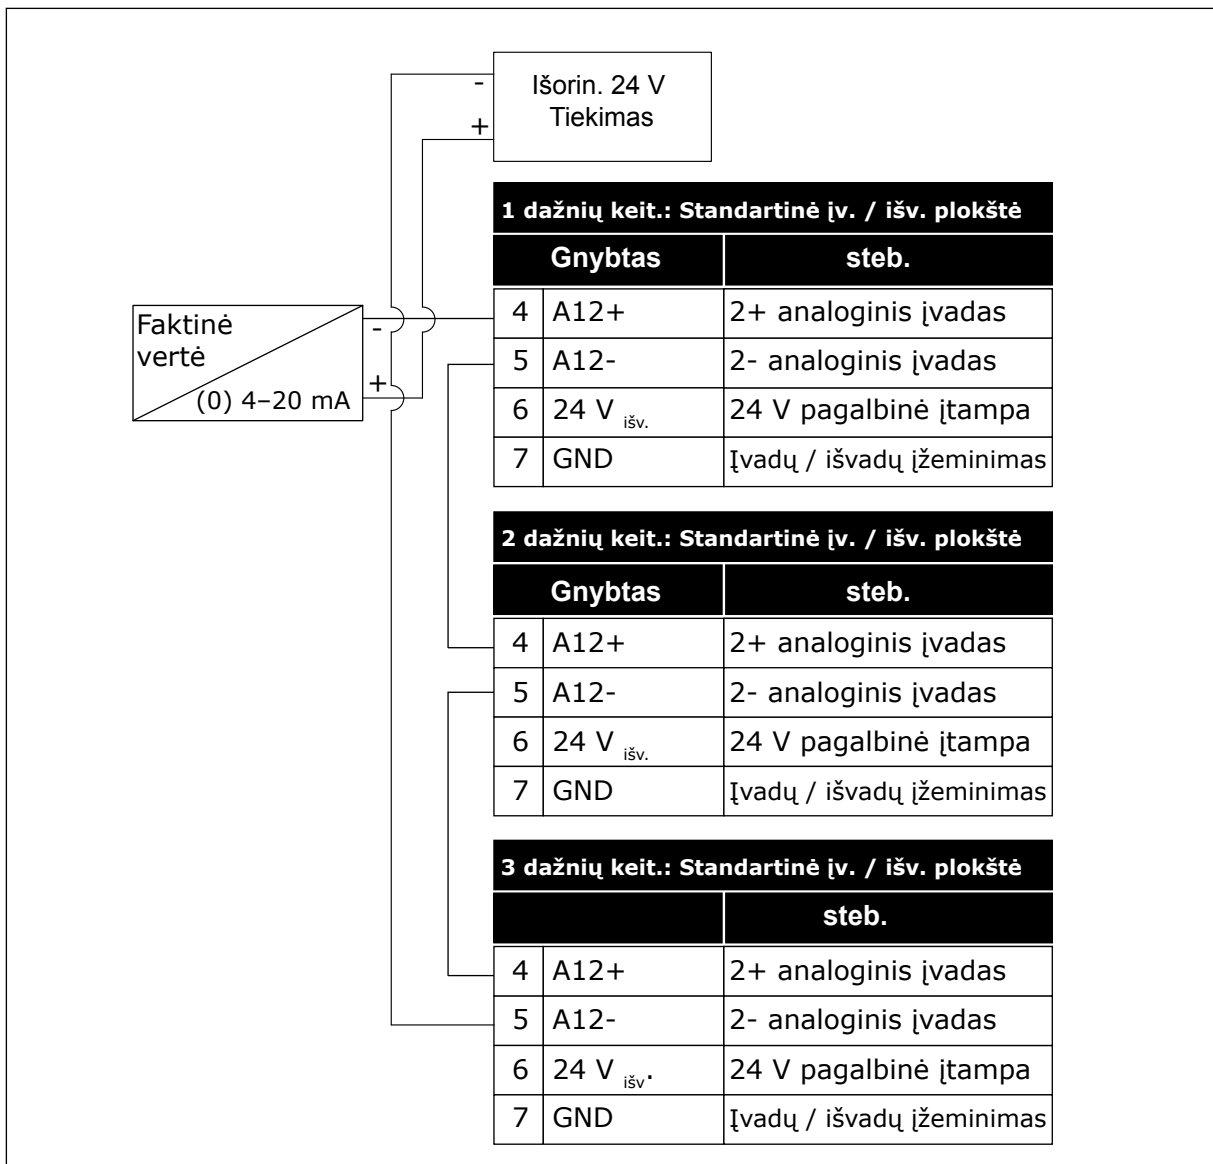 -
Išorin. 24 V
Tiekimas
+
1 dažnių keit.: Standartinė įv. / išv. plokštė
Gnybtas steb.
4 A12+ 2+ analoginis įvadas
5 A12- 2- analoginis įvadas
6 24 V išv. 24 V pagalbinė įtampa
7 GND Įvadų / išvadų įžeminimas
Faktinė
vertė
-
+
(0) 4–20 mA
2 dažnių keit.: Standartinė įv. / išv. plokštė
Gnybtas steb.
4 A12+ 2+ analoginis įvadas
5 A12- 2- analoginis įvadas
6 24 V išv. 24 V pagalbinė įtampa
7 GND Įvadų / išvadų įžeminimas
3 dažnių keit.: Standartinė įv. / išv. plokštė
steb.
4 A12+ 2+ analoginis įvadas
5 A12- 2- analoginis įvadas
6 24 V išv. 24 V pagalbinė įtampa
7 GND Įvadų / išvadų įžeminimas